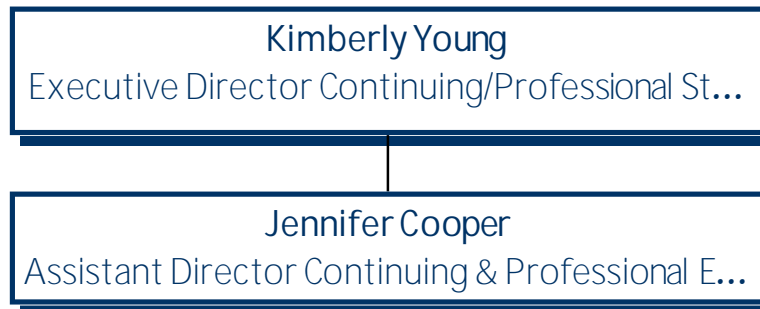 Kimberly Young
Executive Director Continuing/Professional St...
Jennifer Cooper
Assistant Director Continuing & Professional E...